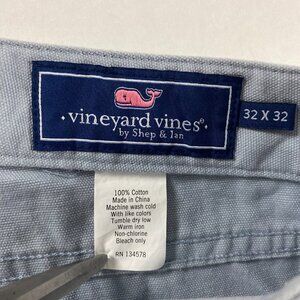 vineyard vines®
by Shep & Ian
32 X 32
100% Cotton
Made in China
Machine wash cold
With like colors
Tumble dry low
Warm iron
Non-chlorine
Bleach only
RN 134578